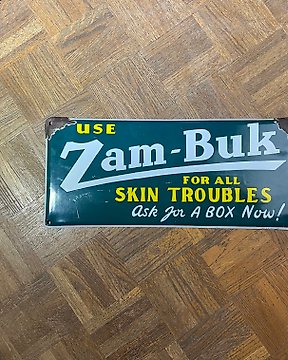 USE
Zam-Buk
FOR ALL
SKIN TROUBLES
Ask for A BOX Now!